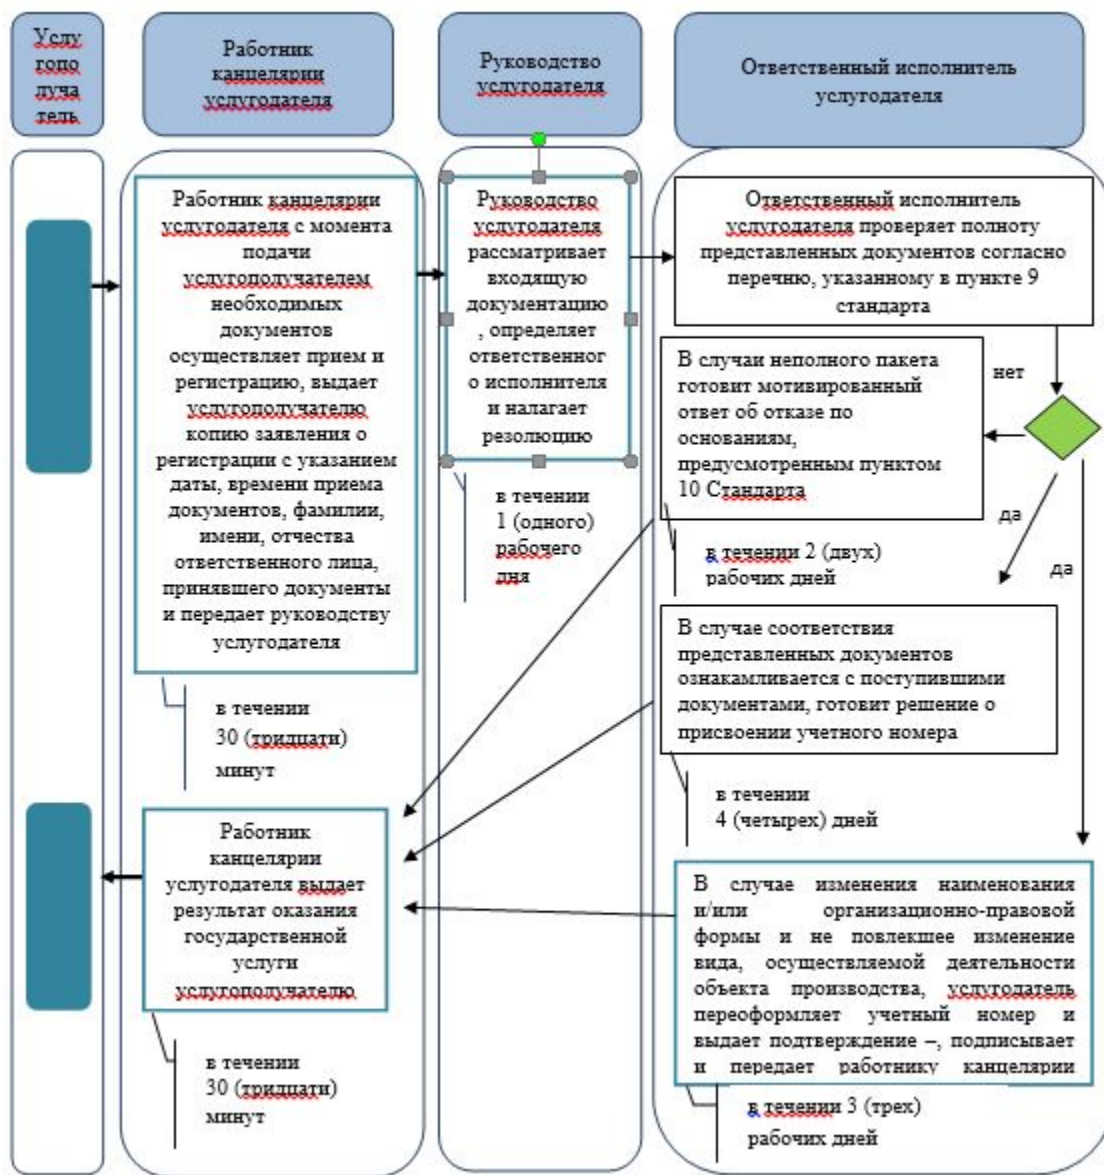 Услу
гопо
луча
тель
Работник
канцелярии
услугодателя
Руководство
услугодателя
Ответственный исполнитель
услугодателя
Работник канцелярии
услугодателя с момента
подачи
услугополучателем
необходимых
документов
осуществляет прием и
регистрацию, выдает
услугополучателю
копию заявления о
регистрации с указанием
даты, времени приема
документов, фамилии,
имени, отчества
ответственного лица,
принявшего документы
и передает руководству
услугодателя
в течении
30 (тридцати)
минут
Руководство
услугодателя
рассматривает
входящую
документацию
, определяет
ответственног
о исполнителя
и налагает
резолюцию
в течении
1 (одного)
рабочего
дня
Ответственный исполнитель
услугодателя проверяет полноту
представленных документов согласно
перечню, указанному в пункте 9
стандарта
нет
В случаи неполного пакета
готовит мотивированный
ответ об отказе по
основаниям,
предусмотренным пунктом
10 Стандарта
да
да
в течении 2 (двух)
рабочих дней
В случае соответствия
представленных документов
ознакамливается с поступившими
документами, готовит решение о
присвоении учетного номера
в течении
4 (четырех) дней
В случае изменения наименования
и/или организационно-правовой
формы и не повлекшее изменение
вида, осуществляемой деятельности
объекта производства, услугодатель
переоформляет учетный номер и
выдает подтверждение –, подписывает
и передает работнику канцелярии
в течении 3 (трех)
рабочих дней
Работник
канцелярии
услугодателя выдает
результат оказания
государственной
услуги
услугополучателю
в течении
30 (тридцати)
минут